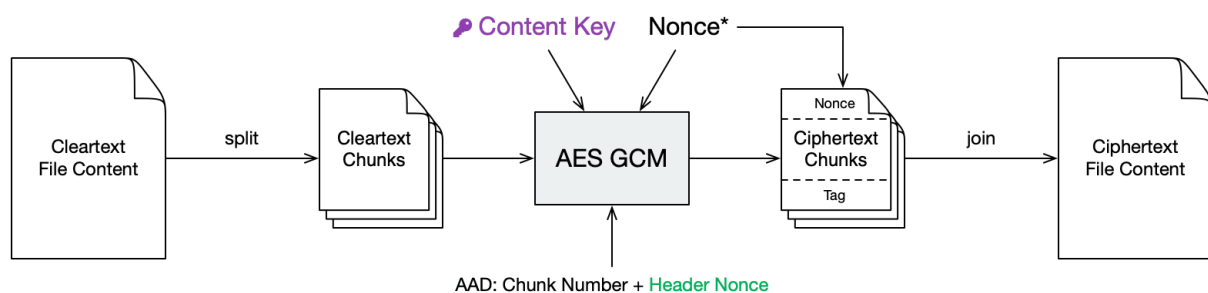 Content Key
Nonce*
Cleartext
File Content
split
Cleartext
Chunks
AES GCM
Nonce
Ciphertext
Chunks
Tag
join
Ciphertext
File Content
AAD: Chunk Number + Header Nonce